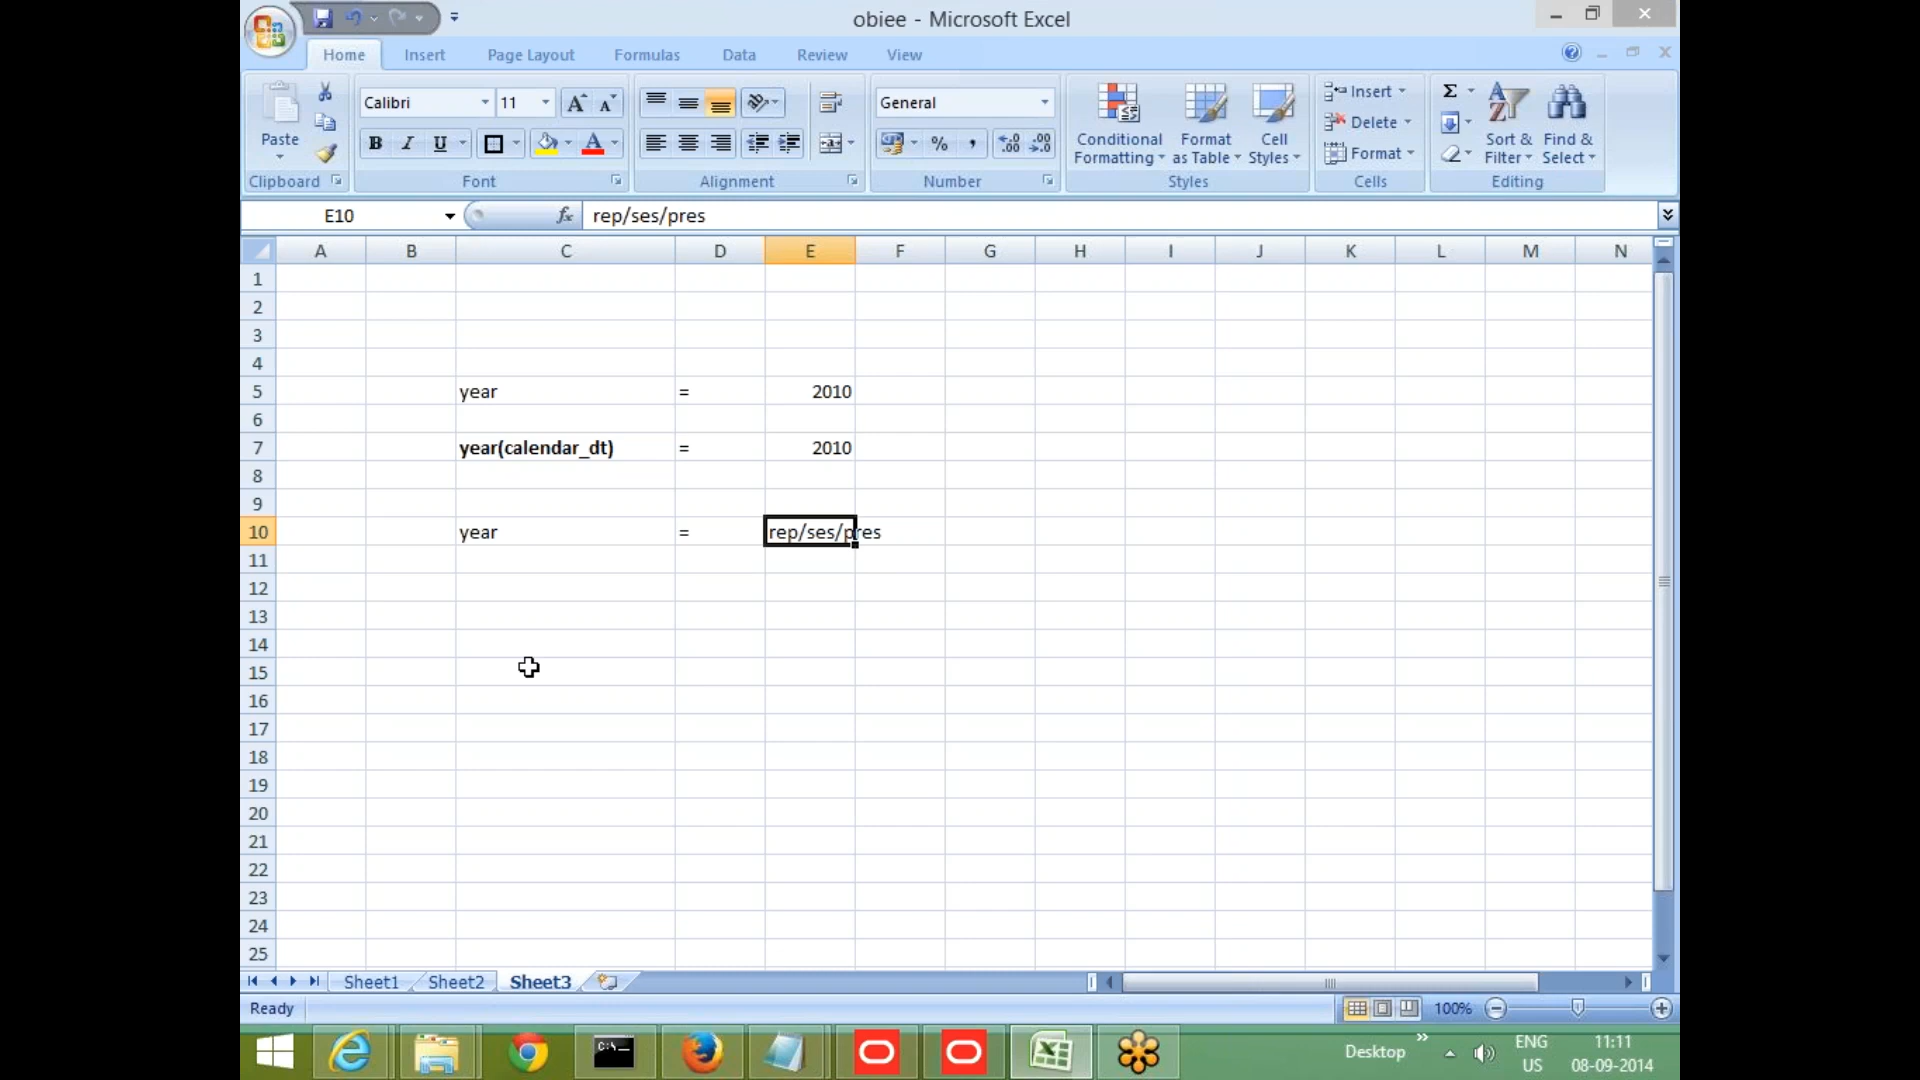 obiee - Microsoft Excel
Home Insert Page Layout Formulas Data Review View
Paste
Clipboard
Calibri 11
B I U
Font
Alignment
General
% ,
Number
Conditional Formatting
Format as Table
Cell Styles
Styles
Insert
Delete
Format
Cells
Σ
Sort & Filter
Find & Select
Editing
E10 fx rep/ses/pres
A B C D E F G H I J K L M N
1
2
3
4
5 year = 2010
6
7 year(calendar_dt) = 2010
8
9
10 year = rep/ses/pres
11
12
13
14
15
16
17
18
19
20
21
22
23
24
25
Sheet1 Sheet2 Sheet3
Ready 100%
Desktop
ENG
US
11:11
08-09-2014